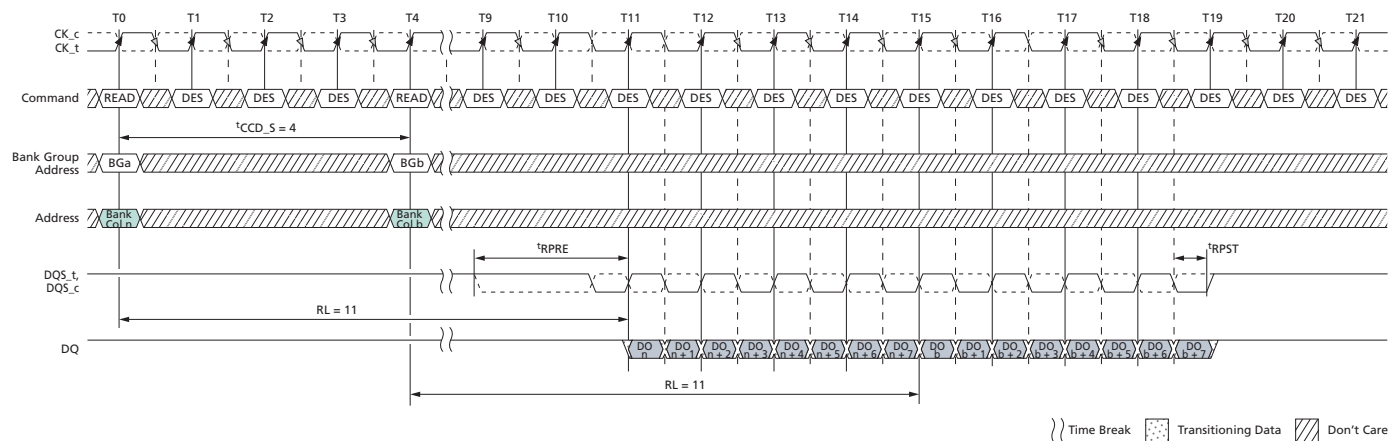 T0 T1 T2 T3 T4 T9 T10 T11 T12 T13 T14 T15 T16 T17 T18 T19 T20 T21
CK_c
CK_t
Command READ DES DES DES READ DES DES DES DES DES DES DES DES DES DES DES DES DES
tCCD_S = 4
Bank Group
Address
BGa BGb
Address
Bank
Col n
Bank
Col b
tRPRE tRPST
DQS_t,
DQS_c
RL = 11
DQ
DO
n
DO
n + 1
DO
n + 2
DO
n + 3
DO
n + 4
DO
n + 5
DO
n + 6
DO
n + 7
DO
b
DO
b + 1
DO
b + 2
DO
b + 3
DO
b + 4
DO
b + 5
DO
b + 6
DO
b + 7
RL = 11
Time Break Transitioning Data Don't Care